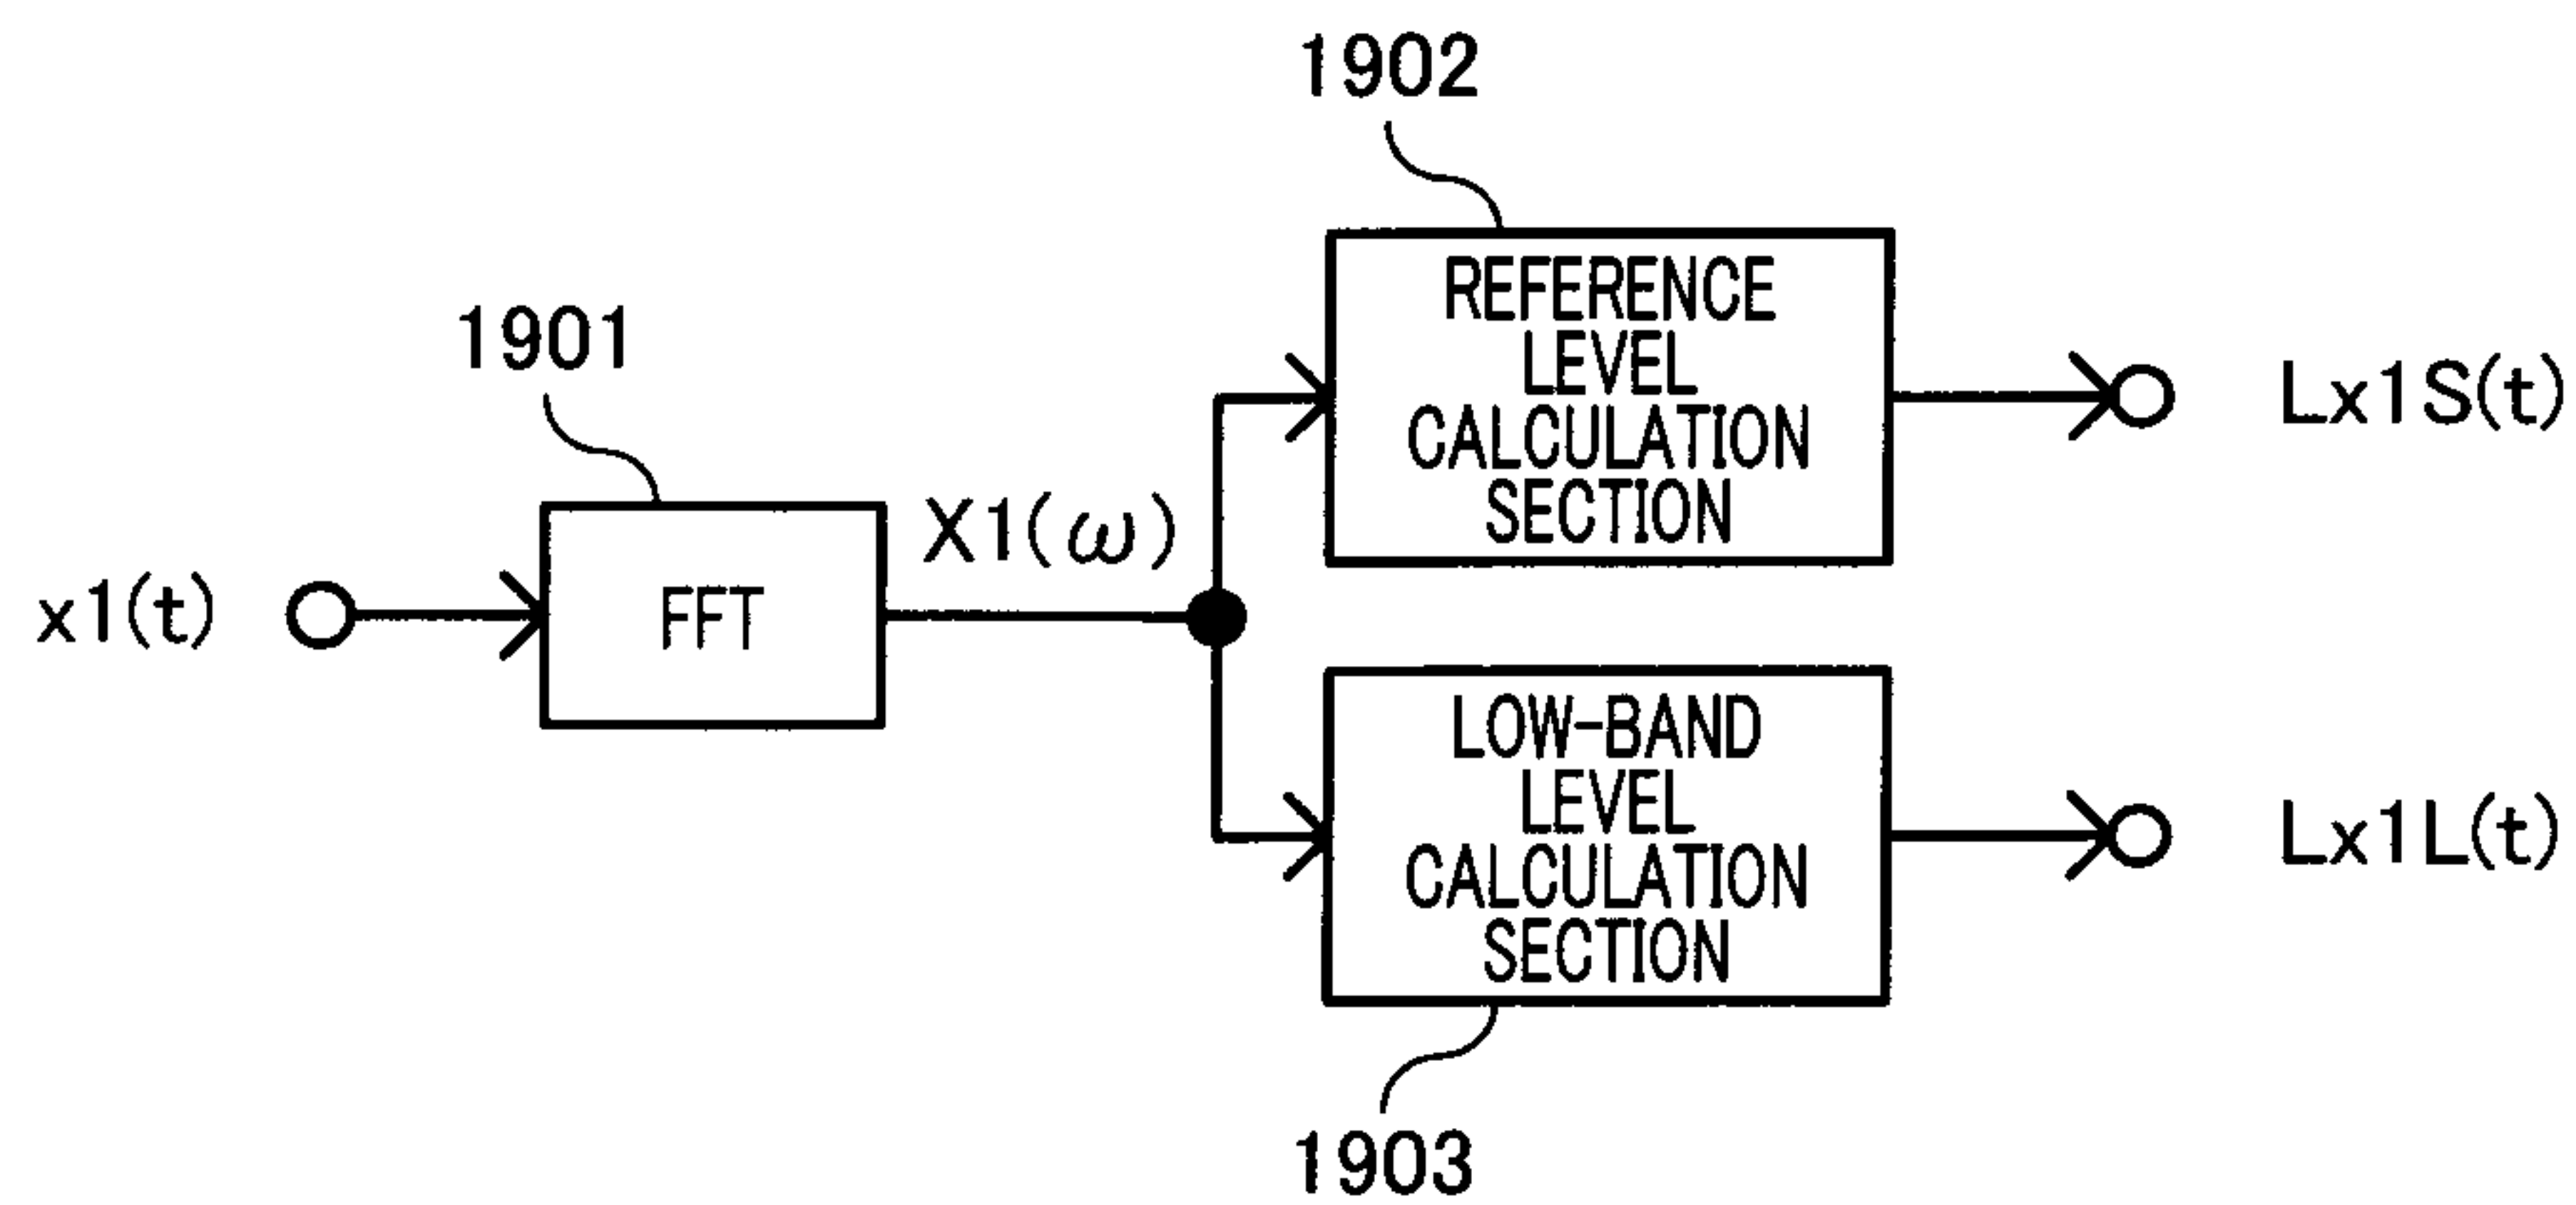 1902
REFERENCE
LEVEL
CALCULATION
SECTION
Lx1S(t)
1901
X1(ω)
x1(t)
FFT
LOW-BAND
LEVEL
CALCULATION
SECTION
Lx1L(t)
1903